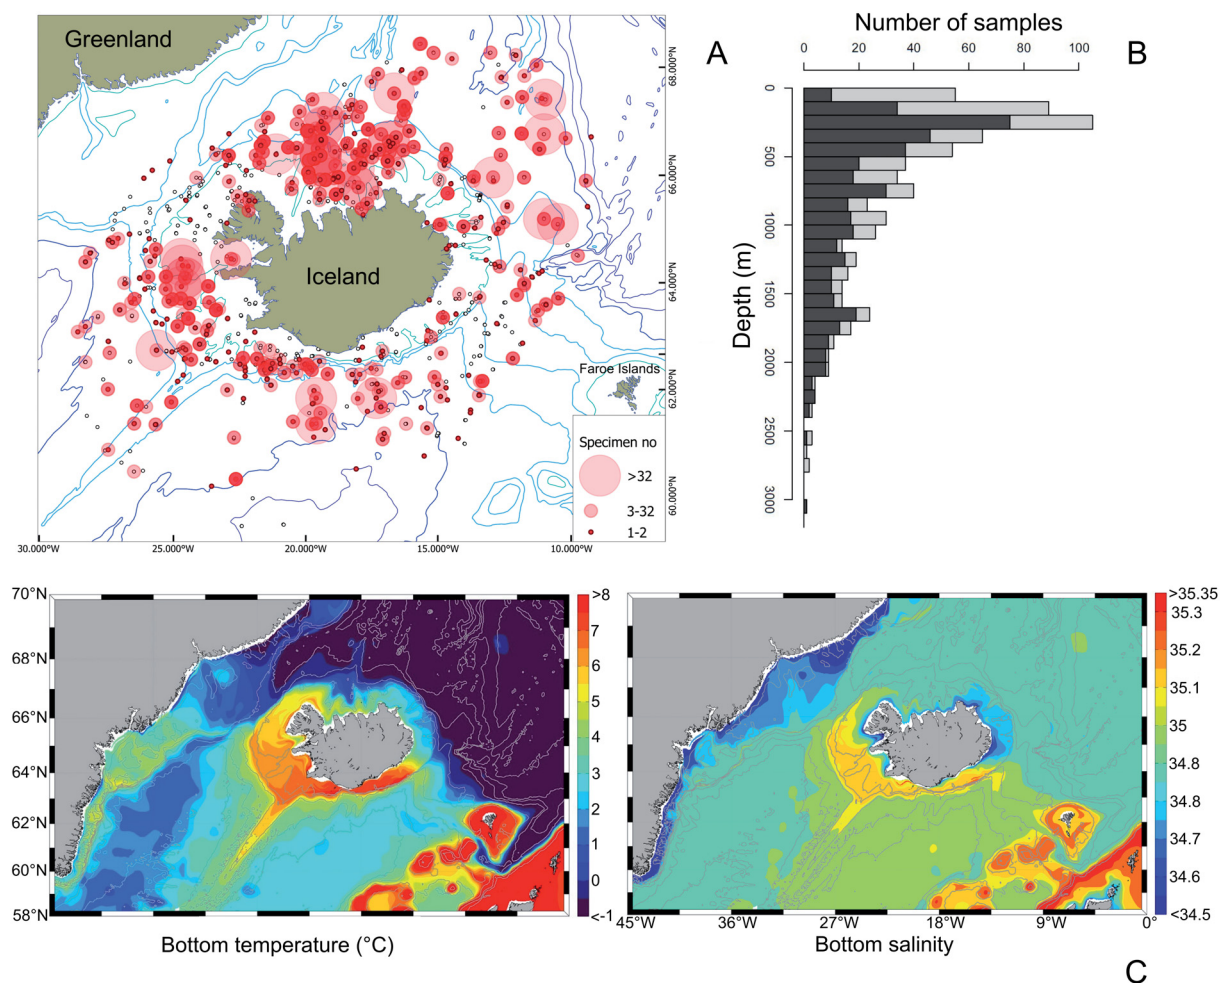 Greenland
Iceland
Faroe Islands
Specimen no
>32
3-32
1-2
68.000°N
66.000°N
64.000°N
62.000°N
60.000°N
30.000°W 25.000°W 20.000°W 15.000°W 10.000°W
A
Number of samples
0 20 40 60 80 100
B
Depth (m)
0
500
1000
1500
2000
2500
3000
70°N
68°N
66°N
64°N
62°N
60°N
58°N
>8
7
6
5
4
3
2
1
0
<-1
Bottom temperature (°C)
>35.35
35.3
35.2
35.1
35
34.8
34.8
34.7
34.6
<34.5
45°W 36°W 27°W 18°W 9°W 0°
Bottom salinity
C